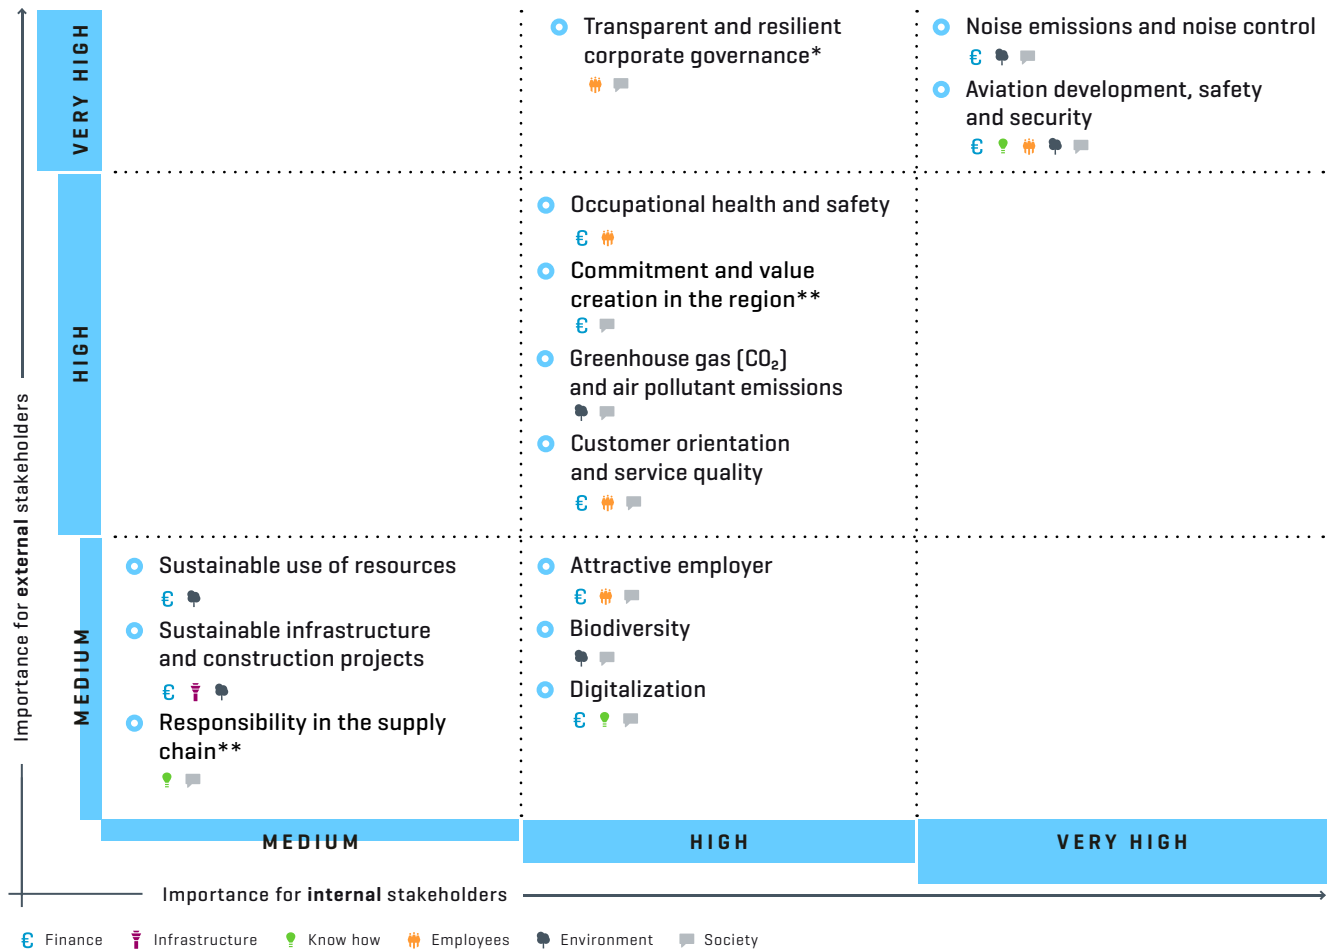 VERY HIGH
Transparent and resilient
corporate governance*
Noise emissions and noise control
Aviation development, safety
and security
HIGH
Occupational health and safety
Commitment and value
creation in the region**
Greenhouse gas (CO₂)
and air pollutant emissions
Customer orientation
and service quality
Importance for external stakeholders
MEDIUM
Sustainable use of resources
Sustainable infrastructure
and construction projects
Responsibility in the supply
chain**
Attractive employer
Biodiversity
Digitalization
MEDIUM
HIGH
VERY HIGH
Importance for internal stakeholders
€ Finance
Infrastructure
Know how
Employees
Environment
Society